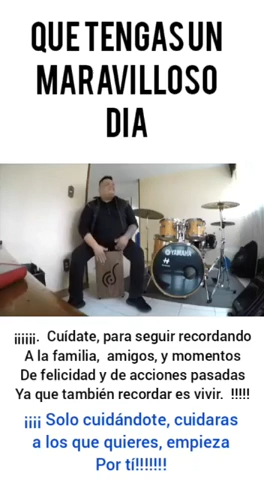 QUE TENGAS UN
MARAVILLOSO
DIA
YAMAHA
¡¡¡¡¡¡.  Cuídate, para seguir recordando
A la familia,  amigos, y momentos
De felicidad y de acciones pasadas
Ya que también recordar es vivir.  !!!!!
¡¡¡¡ Solo cuidándote, cuidaras
a los que quieres, empieza
Por tí!!!!!!!